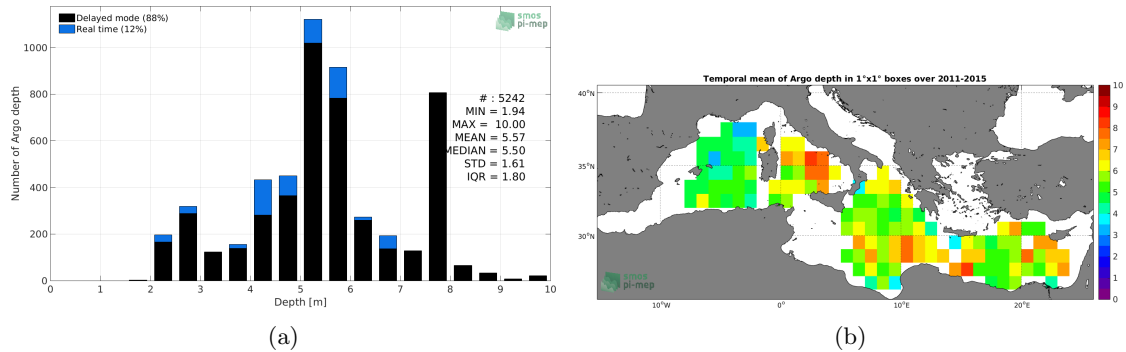 Delayed mode (88%)
Real time (12%)
smos
pi-mep
Number of Argo depth
1000
800
600
400
200
0
# : 5242
MIN = 1.94
MAX = 10.00
MEAN = 5.57
MEDIAN = 5.50
STD = 1.61
IQR = 1.80
0 1 2 3 4 5 6 7 8 9 10
Depth [m]
(a)
Temporal mean of Argo depth in 1°x1° boxes over 2011-2015
40°N
35°N
30°N
10°W 0° 10°E 20°E
smos
pi-mep
10
9
8
7
6
5
4
3
2
1
0
(b)